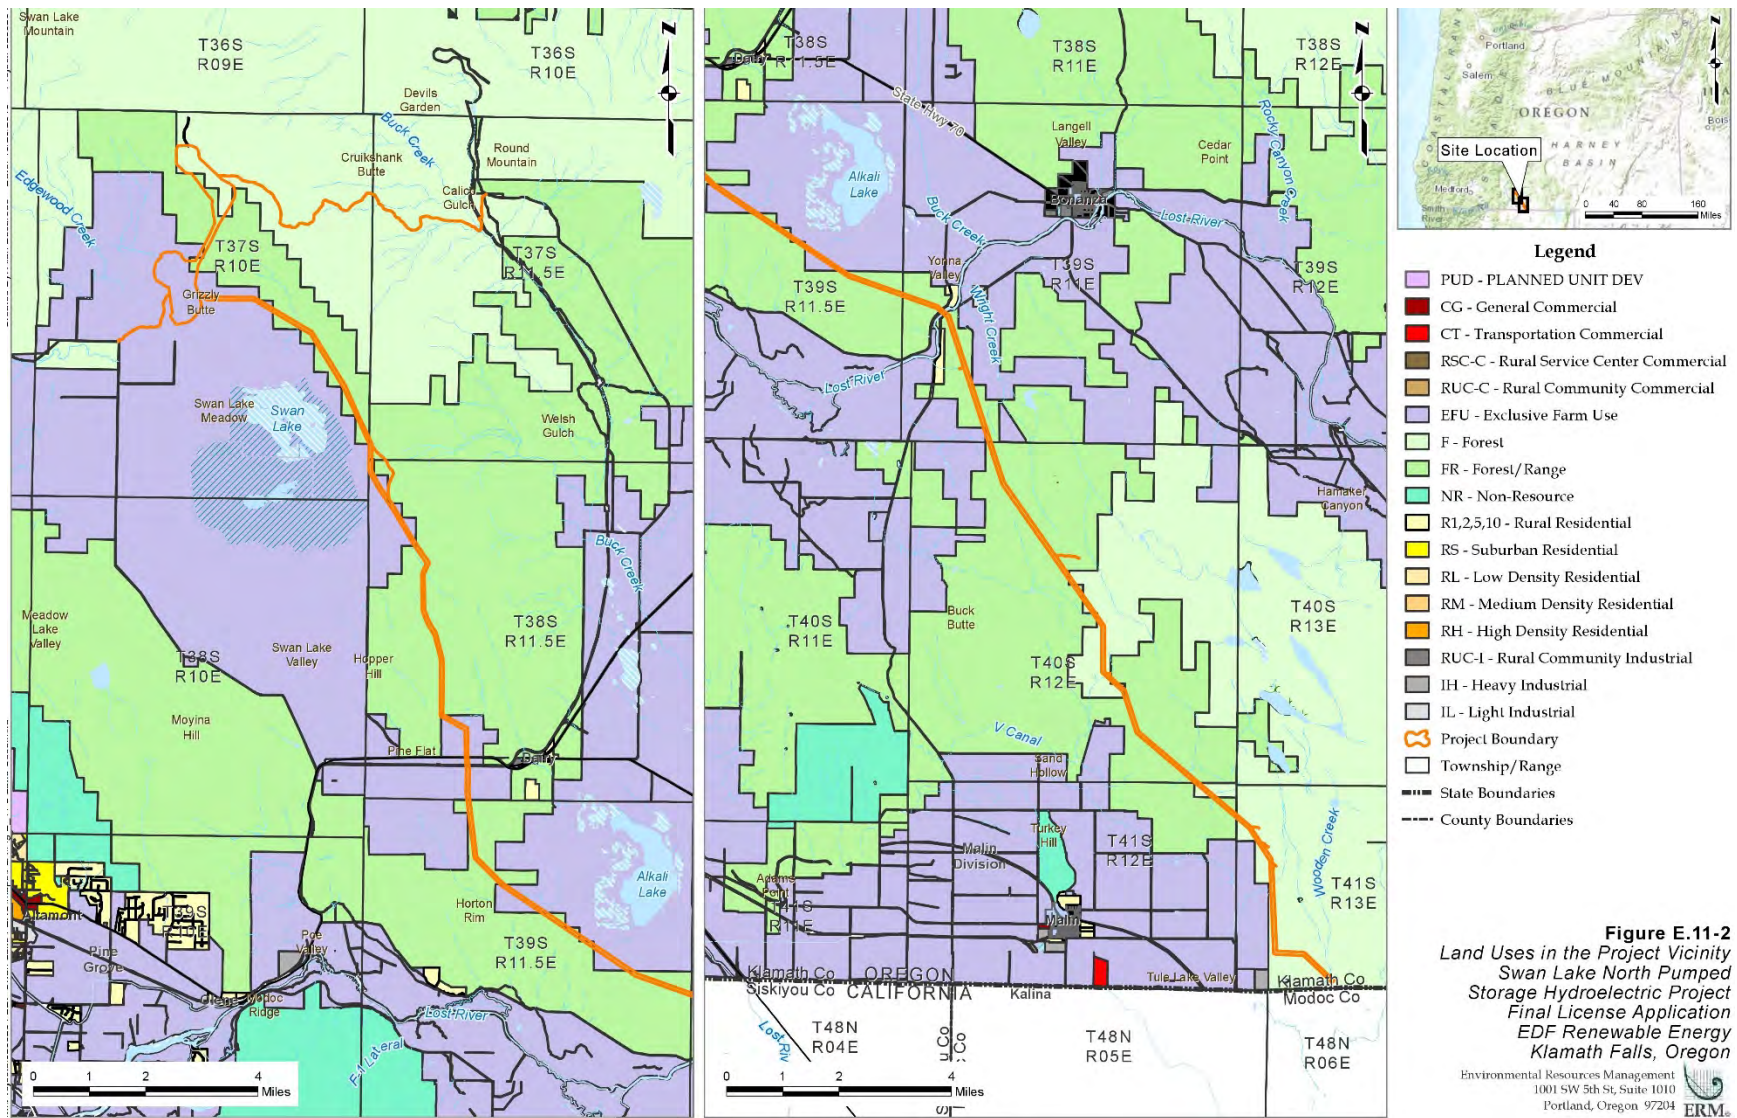 Swan Lake
Mountain
T36S
R09E
T36S
R10E
Devils
Garden
Buck Creek
Cruikshank
Butte
Round
Mountain
Calico
Gulch
Edgewood Creek
T37S
R10E
T37S
R11.5E
Grizzly
Butte
Swan Lake
Meadow
Swan
Lake
Welsh
Gulch
Buck Creek
Meadow
Lake
Valley
T38S
R10E
Swan Lake
Valley
Hopper
Hill
T38S
R11.5E
Moyina
Hill
Pine Flat
Dairy
Alkali
Lake
Horton
Rim
T39S
R11.5E
Altamont
T39S
R10E
Pine
Grove
Poe
Valley
Olene
Modoc
Ridge
Lost River
F-1 Lateral
0 1 2 4
Miles
Z
Dairy
T38S
R11.5E
T38S
R11E
T38S
R12E
State Hwy 70
Langell
Valley
Cedar
Point
Rocky Canyon Creek
Alkali
Lake
Bonanza
Buck Creek
Lost River
Yonna
Valley
T39S
R11.5E
T39S
R11E
T39S
R12E
Wright Creek
Lost River
Hamaker
Canyon
T40S
R11E
Buck
Butte
T40S
R12E
T40S
R13E
V Canal
Sand
Hollow
Turkey
Hill
Malin
Division
T41S
R12E
Wooden Creek
Adams
Point
T41S
R11E
T41S
R13E
Malin
Klamath Co
OREGON
Tule Lake Valley
Klamath Co
Siskiyou Co
CALIFORNIA
Kalina
Modoc Co
Lost Riv
T48N
R04E
T48N
R05E
T48N
R06E
0 1 2 4
Miles
Z
Portland
Salem
BLUE MOUNTAIN
OREGON
Site Location
HARNEY
BASIN
Medford
0 40 80 160
Miles
Legend
PUD - PLANNED UNIT DEV
CG - General Commercial
CT - Transportation Commercial
RSC-C - Rural Service Center Commercial
RUC-C - Rural Community Commercial
EFU - Exclusive Farm Use
F - Forest
FR - Forest/Range
NR - Non-Resource
R1,2,5,10 - Rural Residential
RS - Suburban Residential
RL - Low Density Residential
RM - Medium Density Residential
RH - High Density Residential
RUC-I - Rural Community Industrial
IH - Heavy Industrial
IL - Light Industrial
Project Boundary
Township/Range
State Boundaries
County Boundaries
Figure E.11-2
Land Uses in the Project Vicinity
Swan Lake North Pumped
Storage Hydroelectric Project
Final License Application
EDF Renewable Energy
Klamath Falls, Oregon
Environmental Resources Management
1001 SW 5th St, Suite 1010
Portland, Oregon 97204
ERM